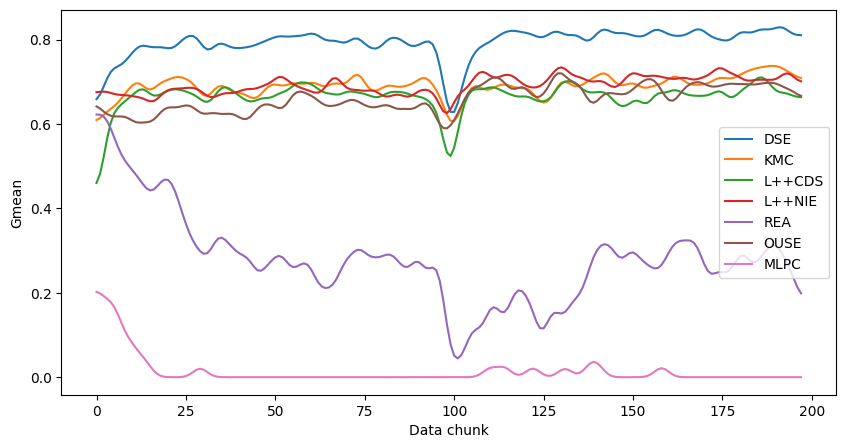 0.8
0.6
0.4
0.2
0.0
Gmean
0
25
50
75
100
125
150
175
200
Data chunk
DSE
KMC
L++CDS
L++NIE
REA
OUSE
MLPC